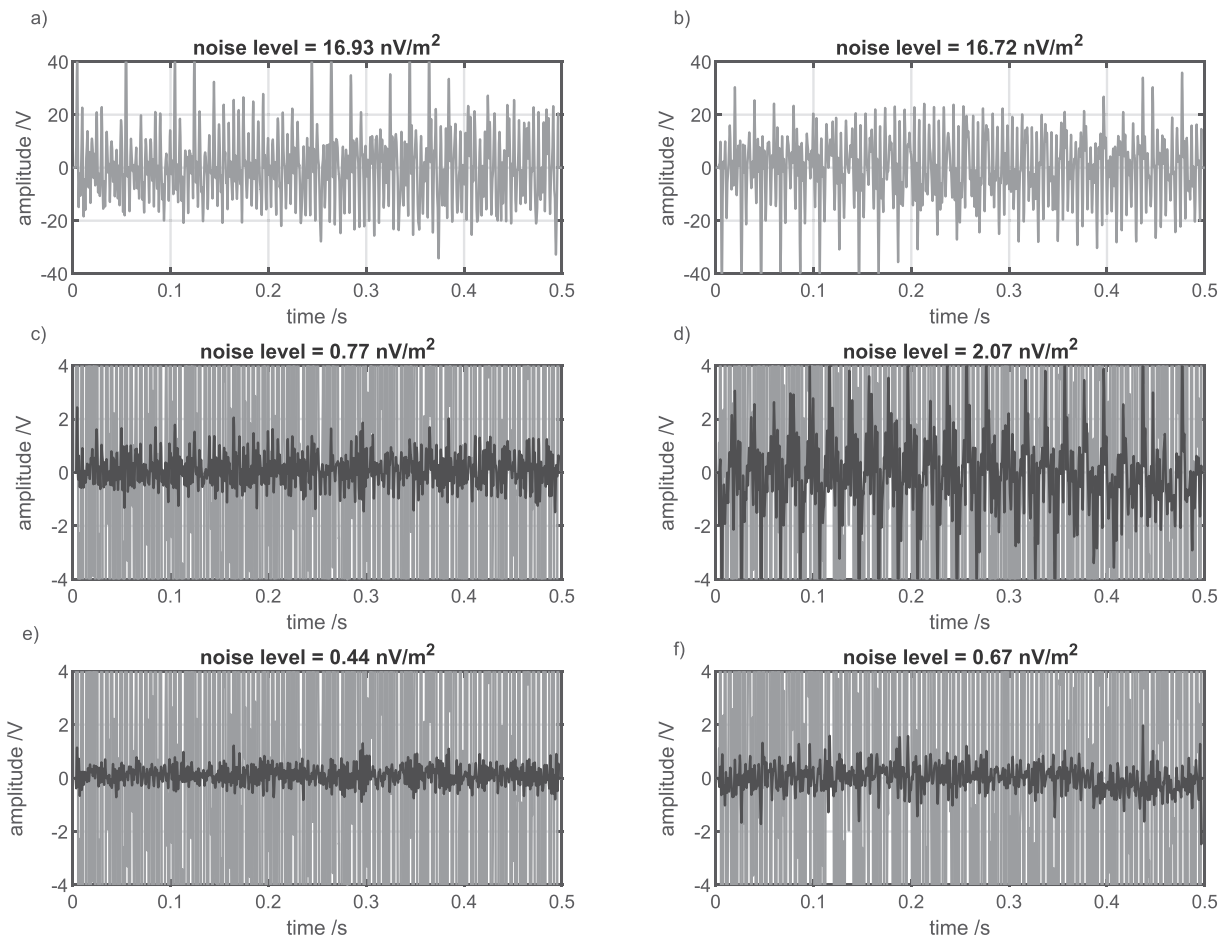 a)
noise level = 16.93 nV/m²
amplitude /V
40
20
0
-20
-40
0 0.1 0.2 0.3 0.4 0.5
time /s
b)
noise level = 16.72 nV/m²
amplitude /V
40
20
0
-20
-40
0 0.1 0.2 0.3 0.4 0.5
time /s
c)
noise level = 0.77 nV/m²
amplitude /V
4
2
0
-2
-4
0 0.1 0.2 0.3 0.4 0.5
time /s
d)
noise level = 2.07 nV/m²
amplitude /V
4
2
0
-2
-4
0 0.1 0.2 0.3 0.4 0.5
time /s
e)
noise level = 0.44 nV/m²
amplitude /V
4
2
0
-2
-4
0 0.1 0.2 0.3 0.4 0.5
time /s
f)
noise level = 0.67 nV/m²
amplitude /V
4
2
0
-2
-4
0 0.1 0.2 0.3 0.4 0.5
time /s